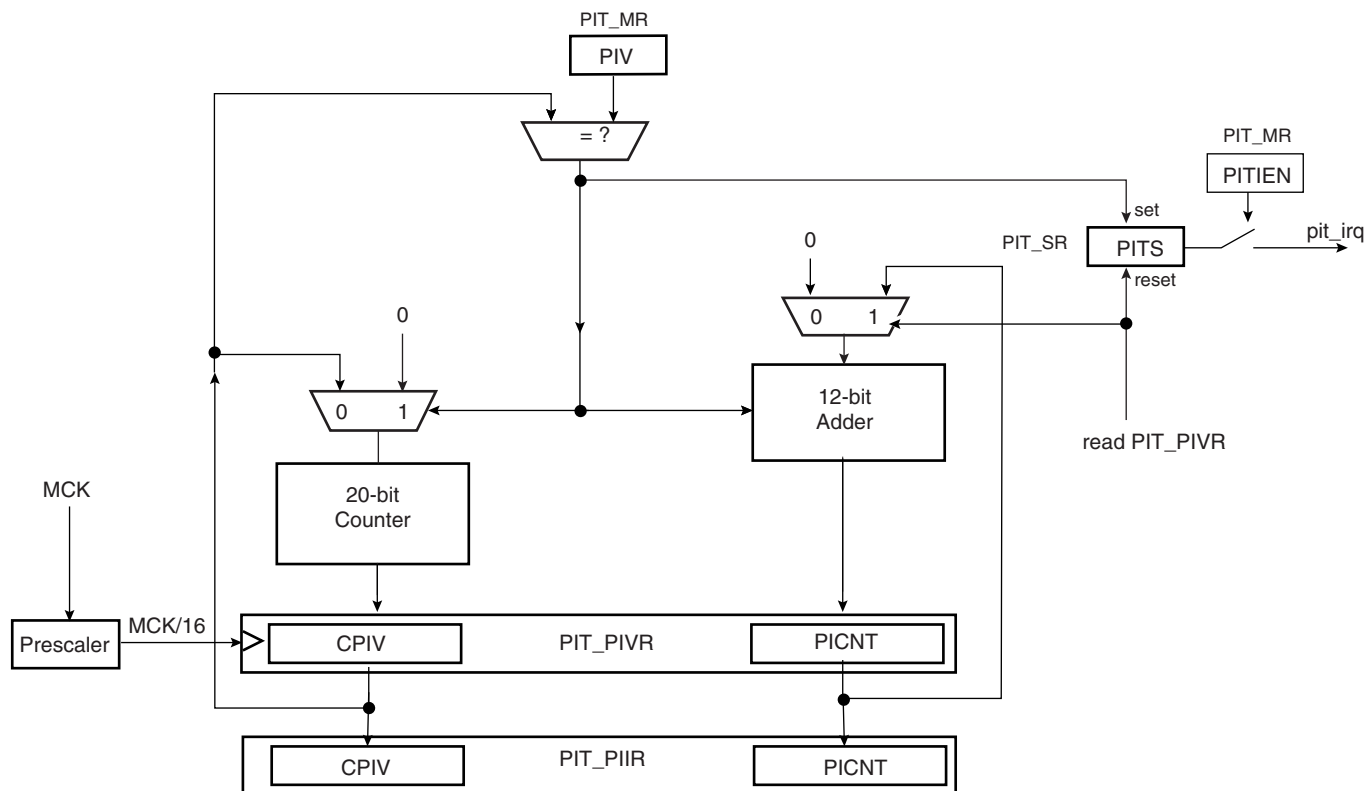 PIT_MR
PIV
= ?
PIT_MR
PITIEN
set
PIT_SR
PITS
pit_irq
reset
0
0 1
0
0 1
12-bit
Adder
read PIT_PIVR
MCK
20-bit
Counter
Prescaler
MCK/16
CPIV
PIT_PIVR
PICNT
CPIV
PIT_PIIR
PICNT